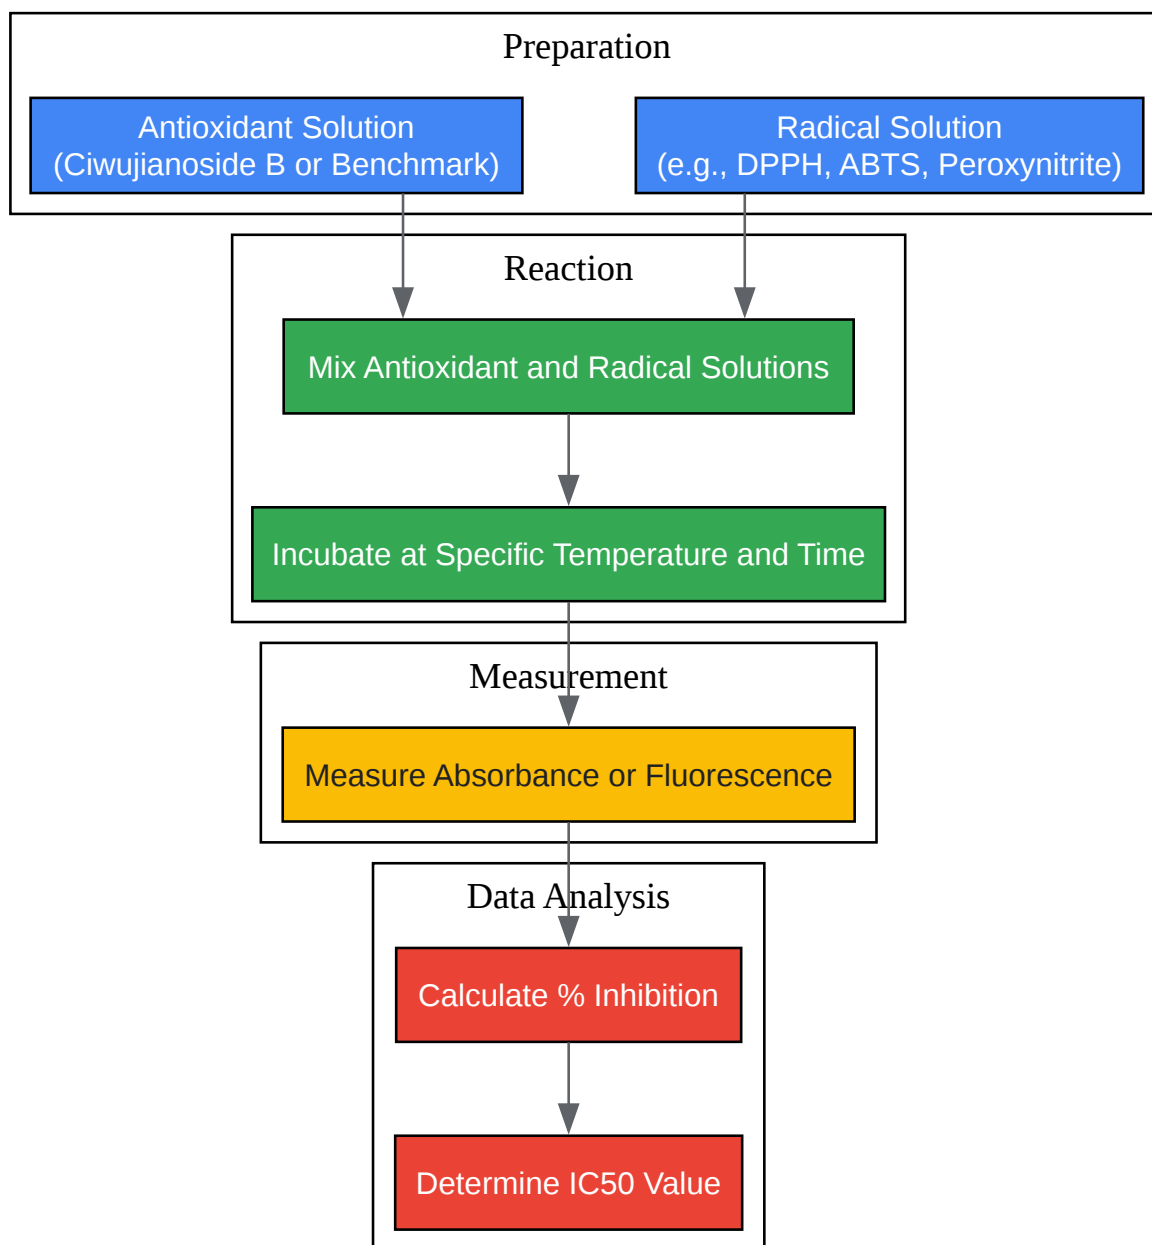 Preparation
Antioxidant Solution
(Ciwujianoside B or Benchmark)
Radical Solution
(e.g., DPPH, ABTS, Peroxynitrite)
Reaction
Mix Antioxidant and Radical Solutions
Incubate at Specific Temperature and Time
Measurement
Measure Absorbance or Fluorescence
Data Analysis
Calculate % Inhibition
Determine IC50 Value